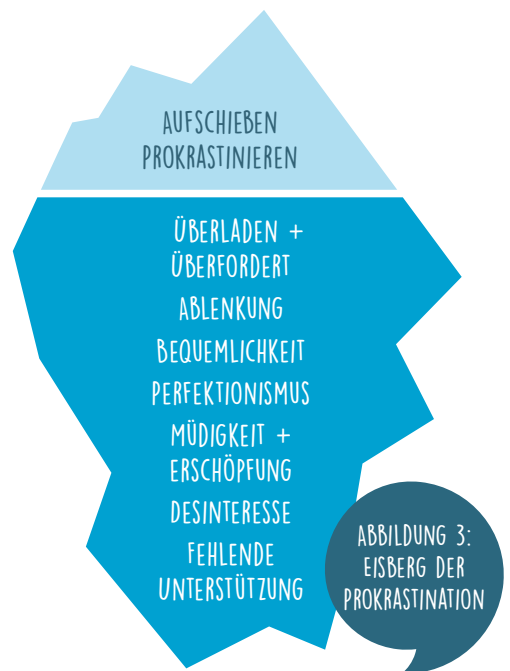 AUFSCHIEBEN
PROKRASTINIEREN
ÜBERLADEN +
ÜBERFORDERT
ABLENKUNG
BEQUEMLICHKEIT
PERFEKTIONISMUS
MÜDIGKEIT +
ERSCHÖPFUNG
DESINTERESSE
FEHLENDE
UNTERSTÜTZUNG
ABBILDUNG 3:
EISBERG DER
PROKRASTINATION